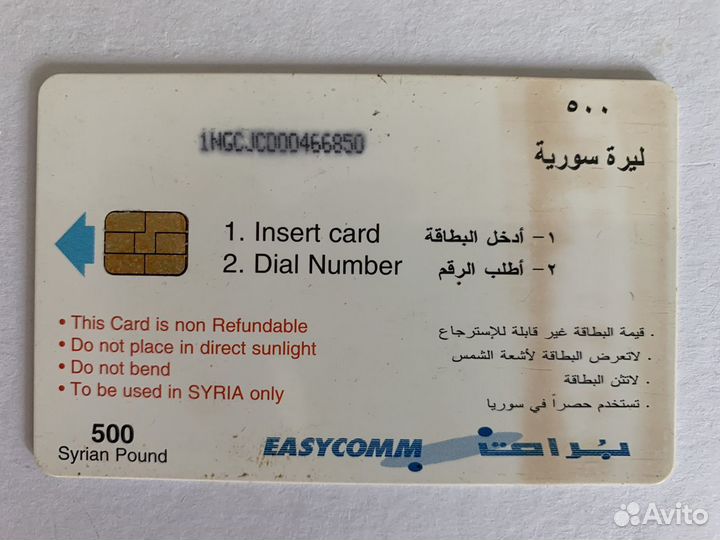 ٥٠٠
ليرة سورية
1NGCJCD00466850
1. Insert card
١- أدخل البطاقة
2. Dial Number
٢- أطلب الرقم
• This Card is non Refundable
• Do not place in direct sunlight
• Do not bend
• To be used in SYRIA only
. قيمة البطاقة غير قابلة للإسترجاع
. لاتعرض البطاقة لأشعة الشمس
. لاتثن البطاقة
. تستخدم حصراً في سوريا
500
Syrian Pound
EASYCOMM
Avito